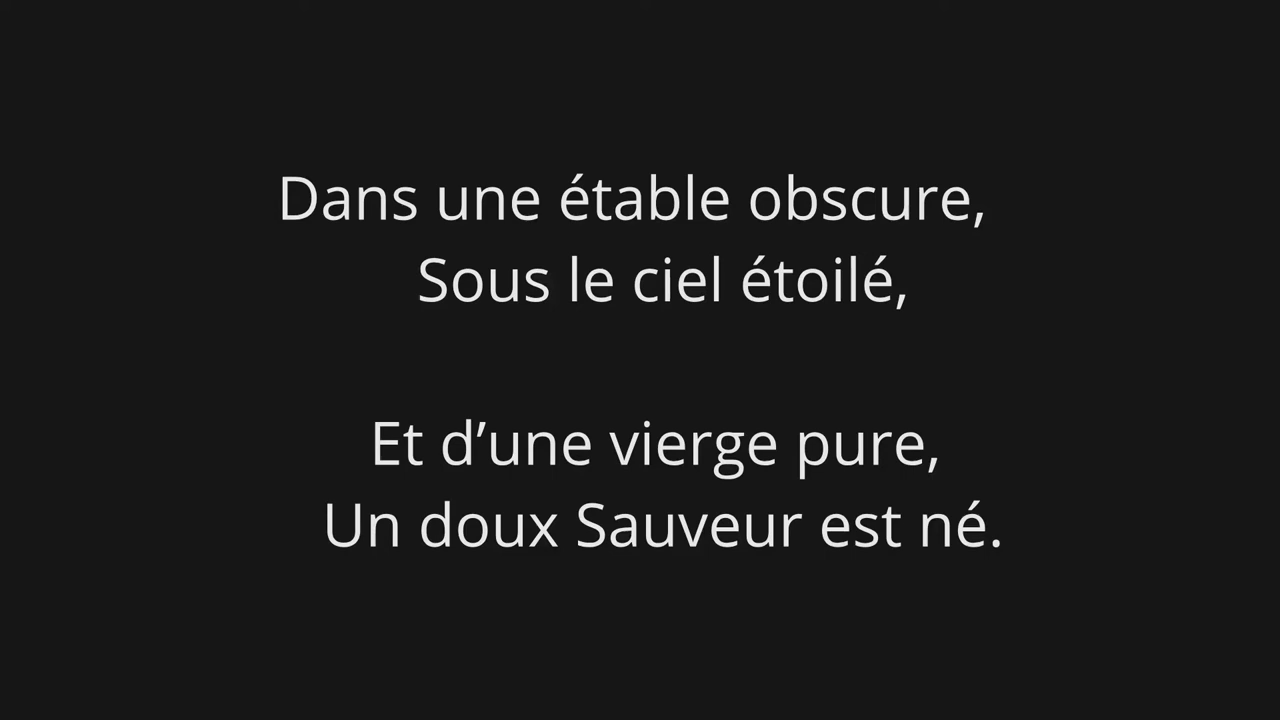 Dans une étable obscure,
Sous le ciel étoilé,
Et d’une vierge pure,
Un doux Sauveur est né.